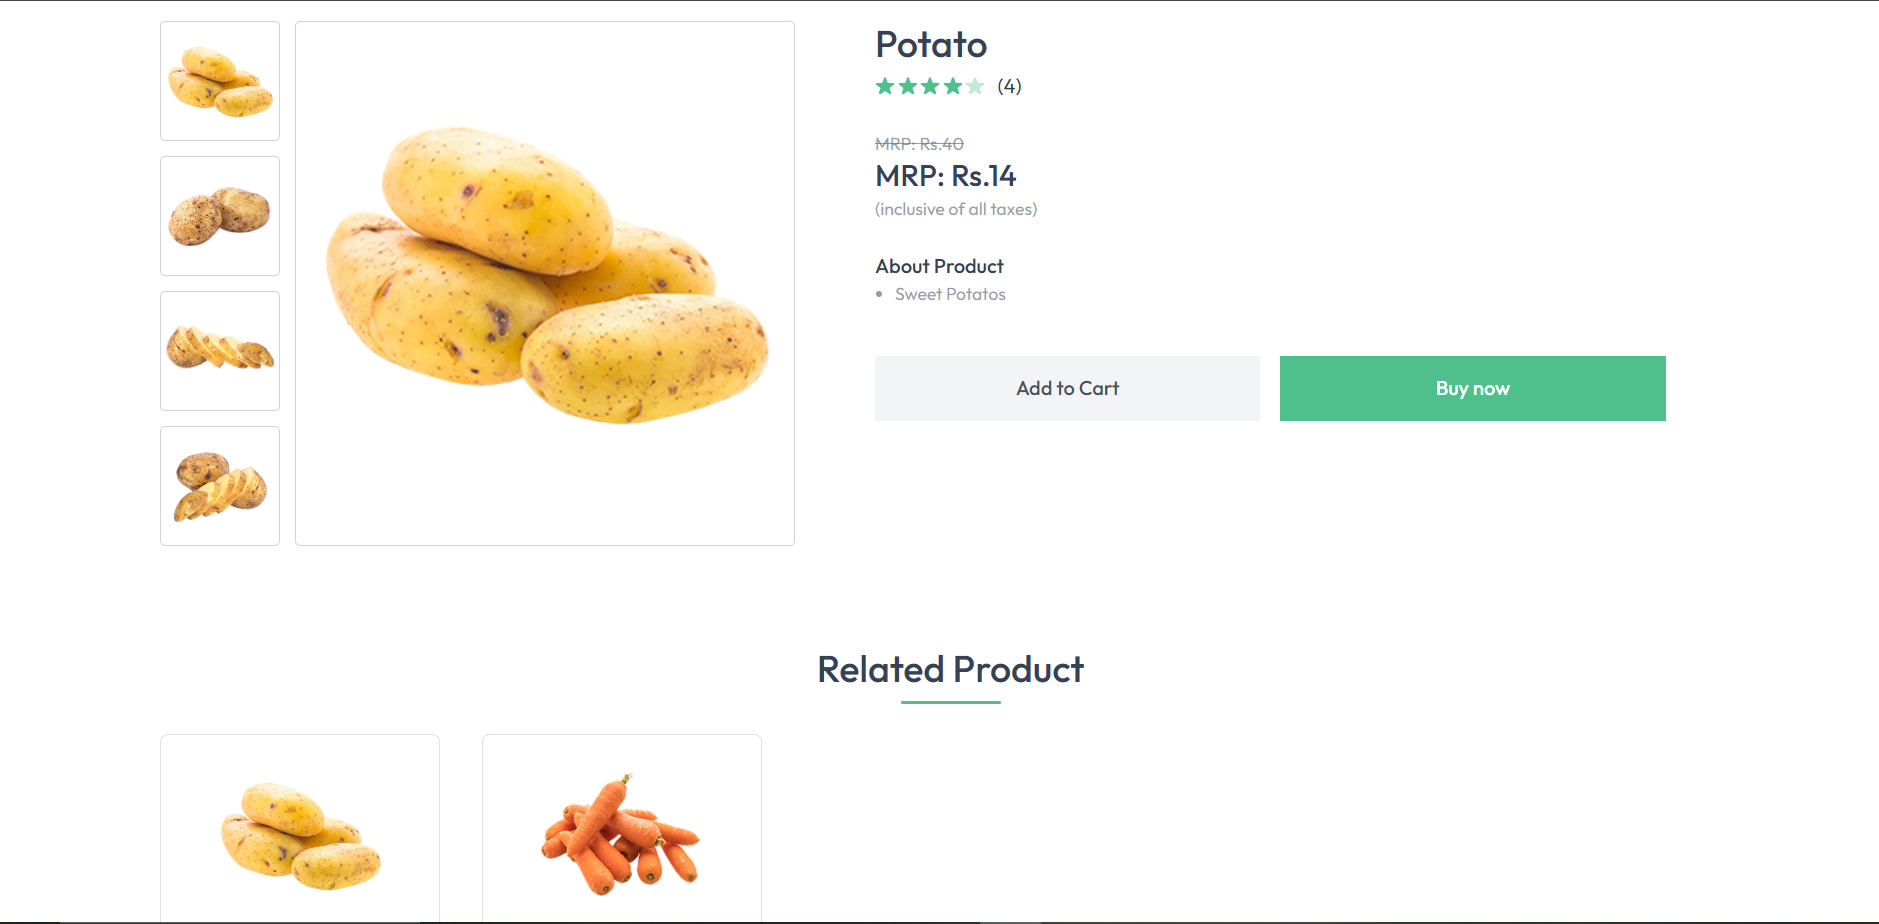 Potato
(4)
MRP: Rs.40
MRP: Rs.14
(inclusive of all taxes)
About Product
Sweet Potatos
Add to Cart
Buy now
Related Product